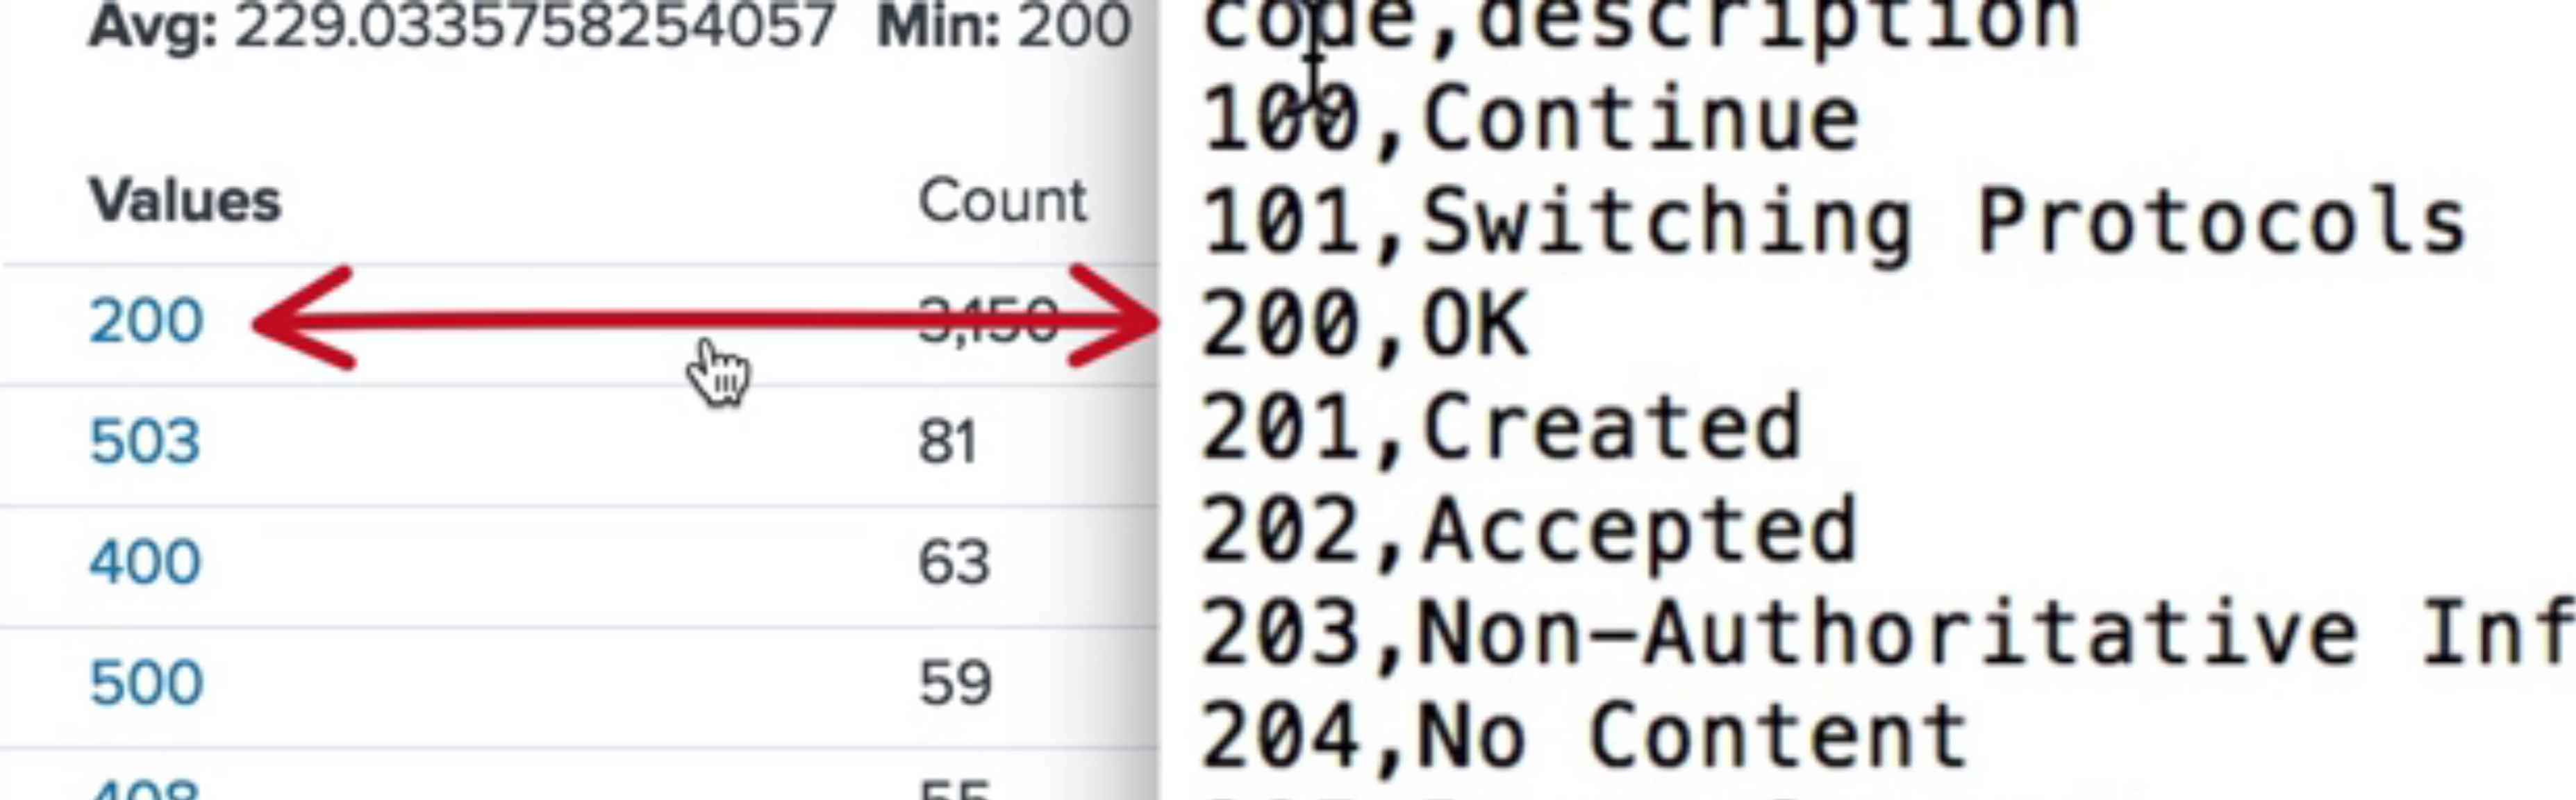 Avg: 229.0335758254057 Min: 200
Values Count
200 3,150
503 81
400 63
500 59
408 55
code,description
100,Continue
101,Switching Protocols
200,OK
201,Created
202,Accepted
203,Non-Authoritative Inf
204,No Content